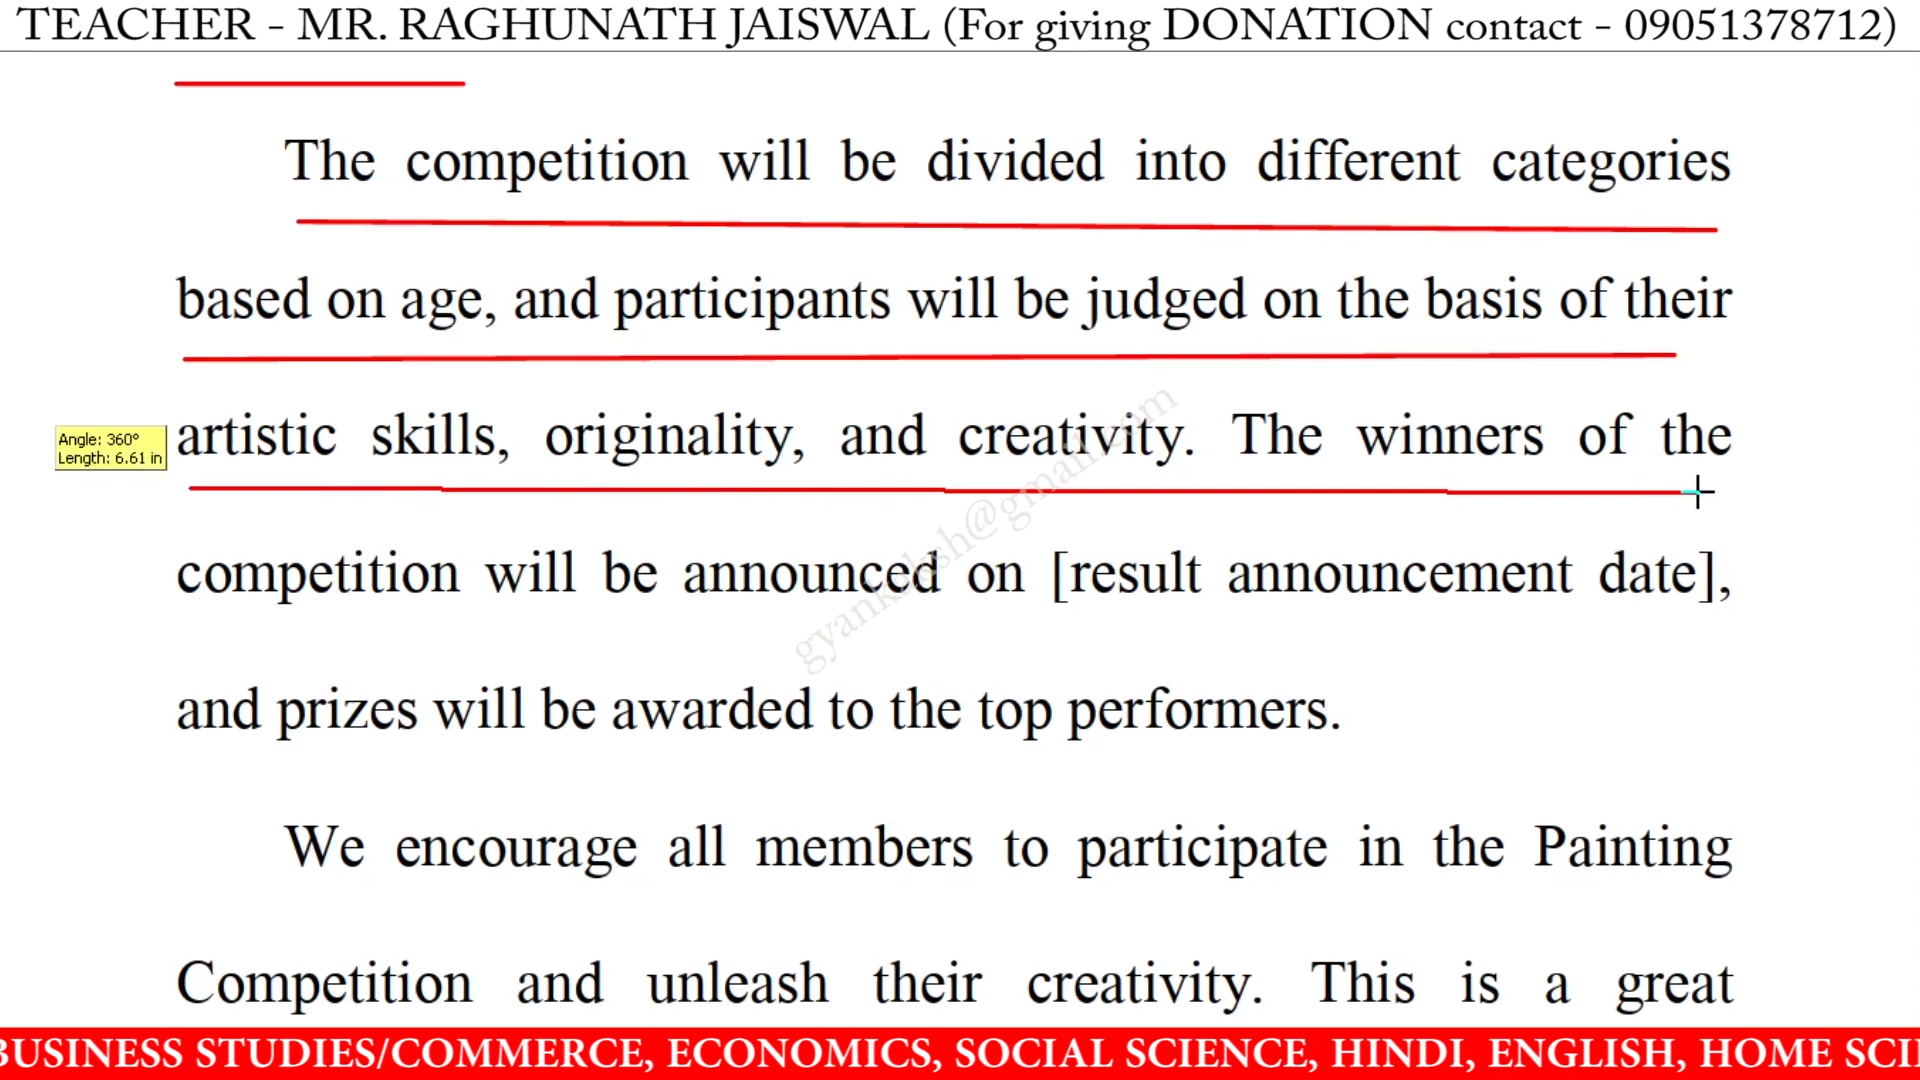 TEACHER - MR. RAGHUNATH JAISWAL (For giving DONATION contact - 09051378712)
The competition will be divided into different categories
based on age, and participants will be judged on the basis of their
Angle: 360°
Length: 6.61 in
artistic skills, originality, and creativity. The winners of the
competition will be announced on [result announcement date],
and prizes will be awarded to the top performers.
We encourage all members to participate in the Painting
Competition and unleash their creativity. This is a great
BUSINESS STUDIES/COMMERCE, ECONOMICS, SOCIAL SCIENCE, HINDI, ENGLISH, HOME SCI